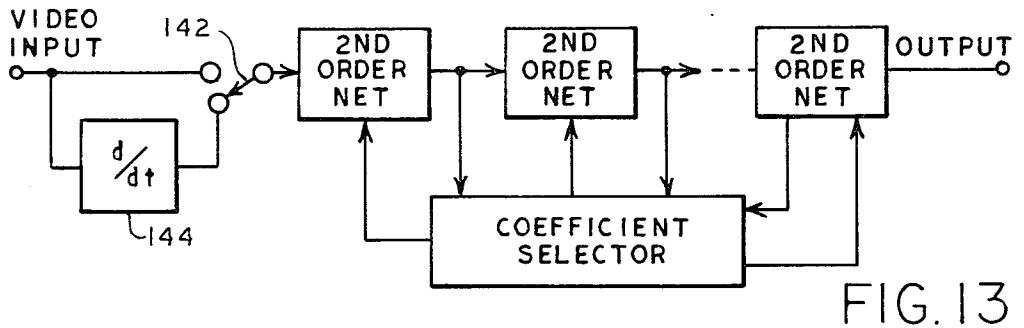 VIDEO
INPUT
142
2ND
ORDER
NET
2ND
ORDER
NET
2ND
ORDER
NET
OUTPUT
d/dt
144
COEFFICIENT
SELECTOR
FIG. 13